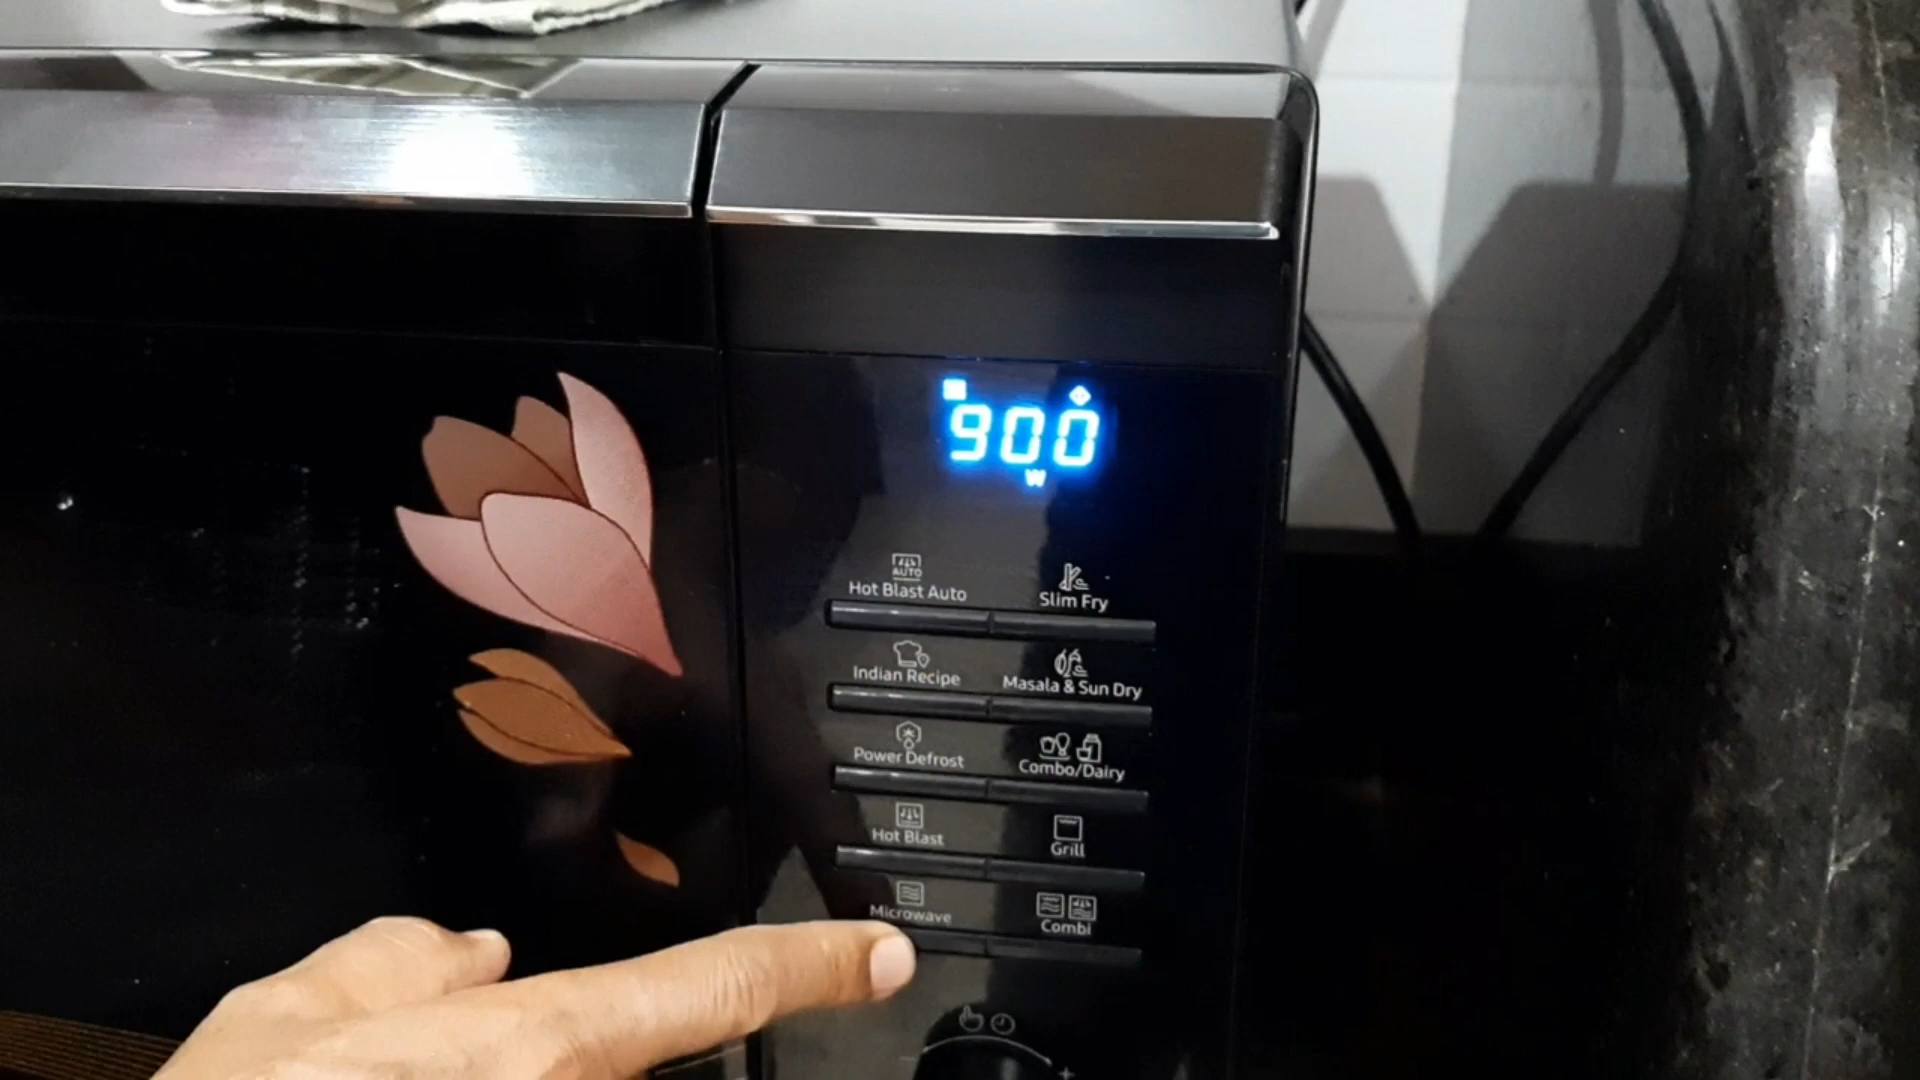 900
W
AUTO
Hot Blast Auto
Slim Fry
Indian Recipe
Masala & Sun Dry
Power Defrost
Combo/Dairy
Hot Blast
Grill
Microwave
Combi
+